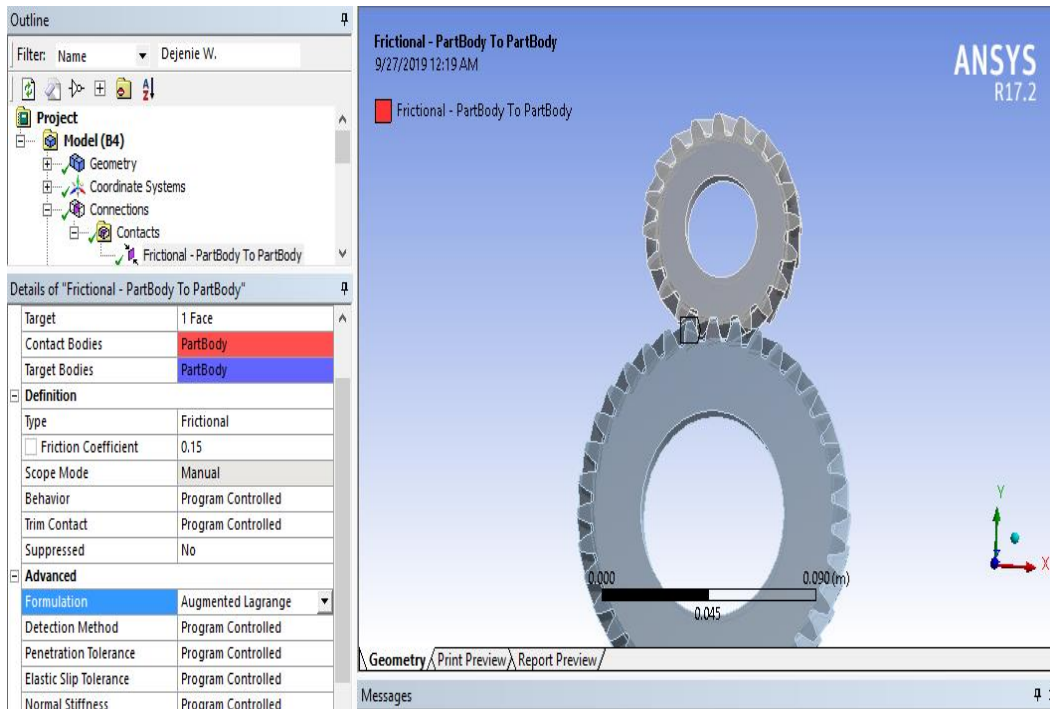 Outline
Filter: Name Dejenie W.
Project
Model (B4)
Geometry
Coordinate Systems
Connections
Contacts
Frictional - PartBody To PartBody
Details of "Frictional - PartBody To PartBody"
Target 1 Face
Contact Bodies PartBody
Target Bodies PartBody
Definition
Type Frictional
Friction Coefficient 0.15
Scope Mode Manual
Behavior Program Controlled
Trim Contact Program Controlled
Suppressed No
Advanced
Formulation Augmented Lagrange
Detection Method Program Controlled
Penetration Tolerance Program Controlled
Elastic Slip Tolerance Program Controlled
Normal Stiffness Program Controlled
Frictional - PartBody To PartBody
9/27/2019 12:19 AM
Frictional - PartBody To PartBody
ANSYS
R17.2
Y
X
0.000 0.090 (m)
0.045
Geometry Print Preview Report Preview
Messages